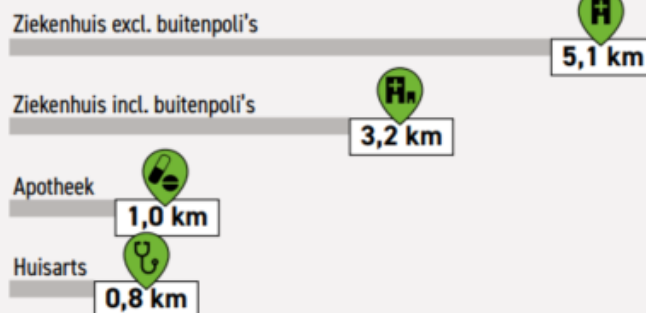 Ziekenhuis excl. buitenpoli's
5,1 km
Ziekenhuis incl. buitenpoli's
3,2 km
Apotheek
1,0 km
Huisarts
0,8 km